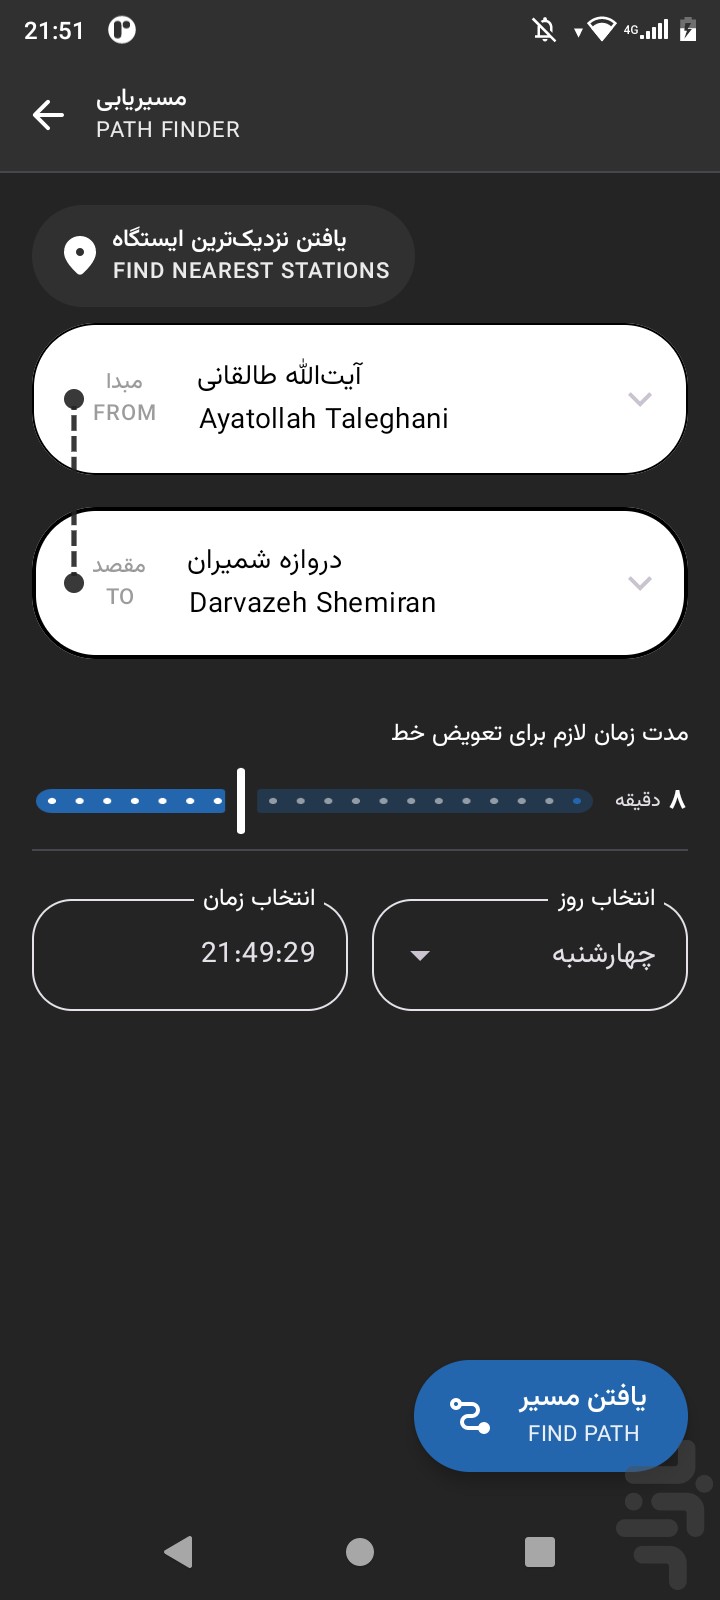 21:51
4G
مسیریابی
PATH FINDER
یافتن نزدیک‌ترین ایستگاه
FIND NEAREST STATIONS
مبدا
FROM
آیت‌الله طالقانی
Ayatollah Taleghani
مقصد
TO
دروازه شمیران
Darvazeh Shemiran
مدت زمان لازم برای تعویض خط
۸ دقیقه
انتخاب روز
چهارشنبه
انتخاب زمان
21:49:29
یافتن مسیر
FIND PATH